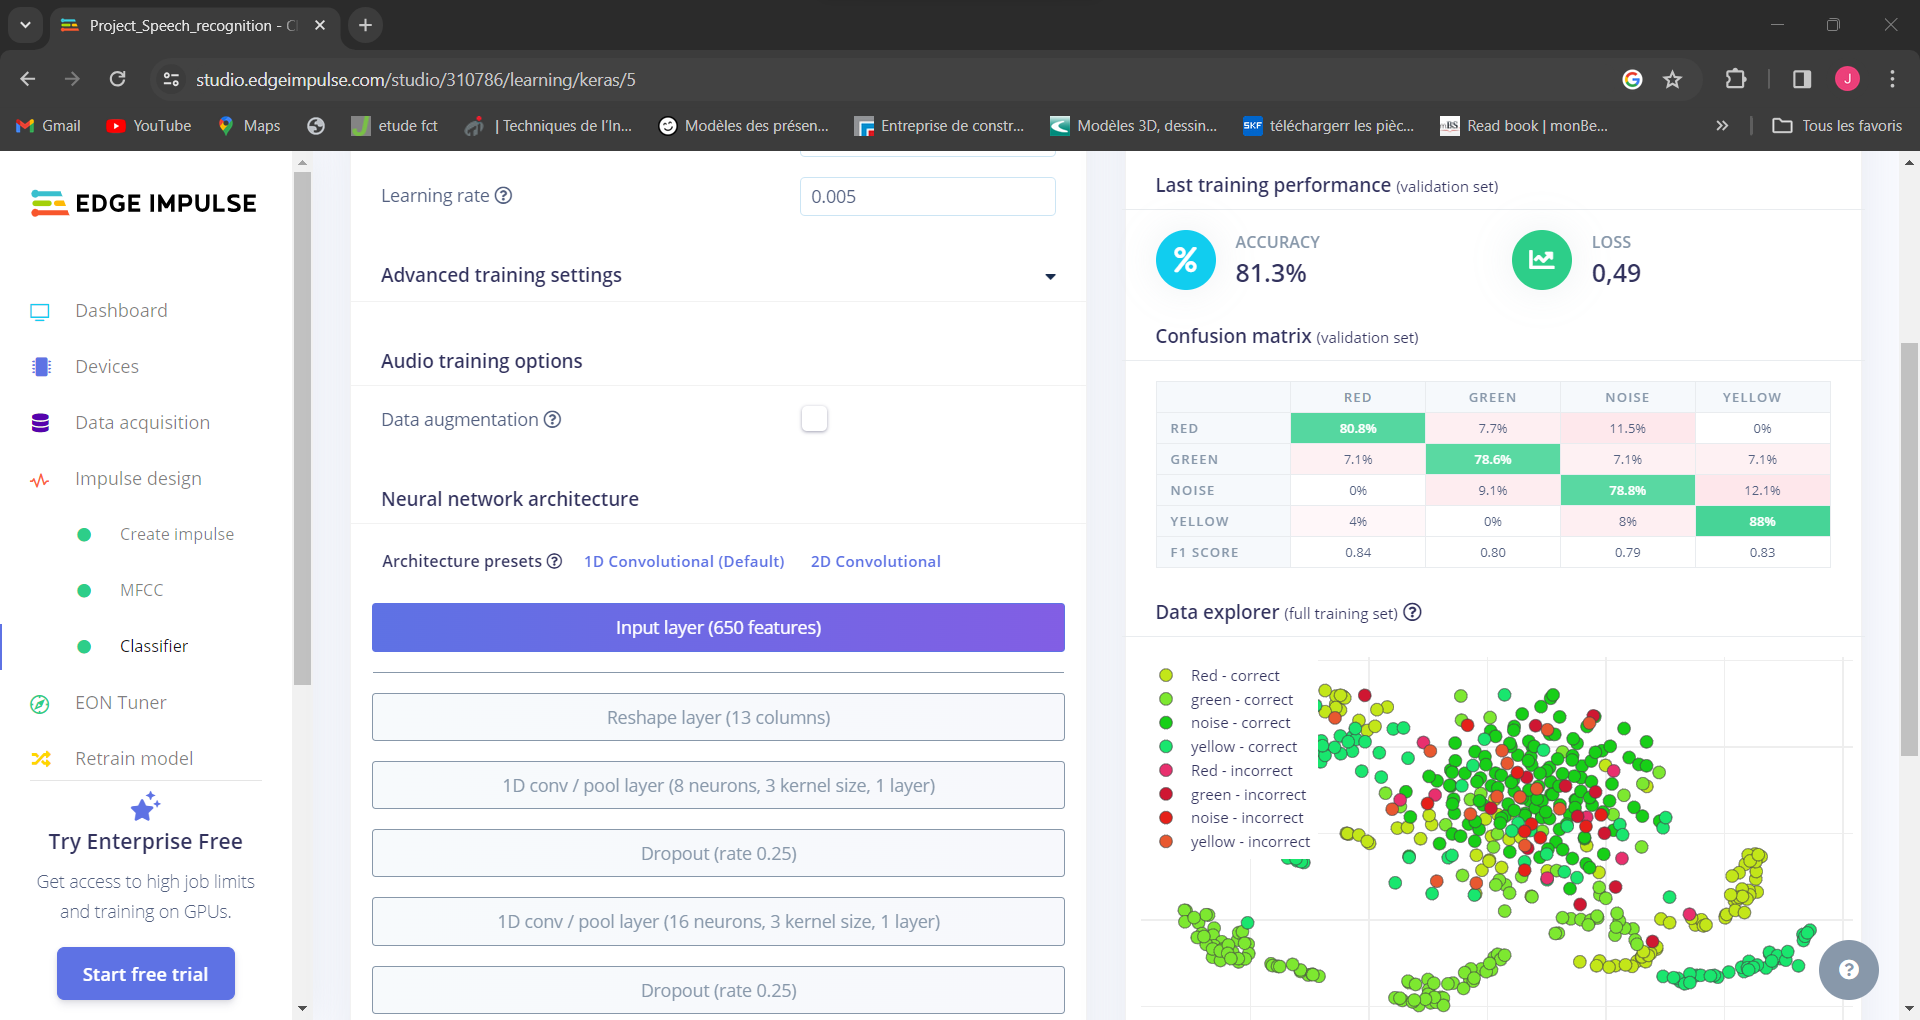 Project_Speech_recognition - Cl
studio.edgeimpulse.com/studio/310786/learning/keras/5
J
Gmail
YouTube
Maps
etude fct
| Techniques de l'In...
Modèles des présen...
Entreprise de constr...
Modèles 3D, dessin...
SKF
téléchargerr les pièc...
mBS
Read book | monBe...
»
Tous les favoris
EDGE IMPULSE
Dashboard
Devices
Data acquisition
Impulse design
Create impulse
MFCC
Classifier
EON Tuner
Retrain model
Try Enterprise Free
Get access to high job limits
and training on GPUs.
Start free trial
Learning rate ?
0.005
Advanced training settings
Audio training options
Data augmentation ?
Neural network architecture
Architecture presets ? 1D Convolutional (Default) 2D Convolutional
Input layer (650 features)
Reshape layer (13 columns)
1D conv / pool layer (8 neurons, 3 kernel size, 1 layer)
Dropout (rate 0.25)
1D conv / pool layer (16 neurons, 3 kernel size, 1 layer)
Dropout (rate 0.25)
Last training performance (validation set)
%
ACCURACY
81.3%
LOSS
0,49
Confusion matrix (validation set)
RED GREEN NOISE YELLOW
RED 80.8% 7.7% 11.5% 0%
GREEN 7.1% 78.6% 7.1% 7.1%
NOISE 0% 9.1% 78.8% 12.1%
YELLOW 4% 0% 8% 88%
F1 SCORE 0.84 0.80 0.79 0.83
Data explorer (full training set) ?
Red - correct
green - correct
noise - correct
yellow - correct
Red - incorrect
green - incorrect
noise - incorrect
yellow - incorrect
?